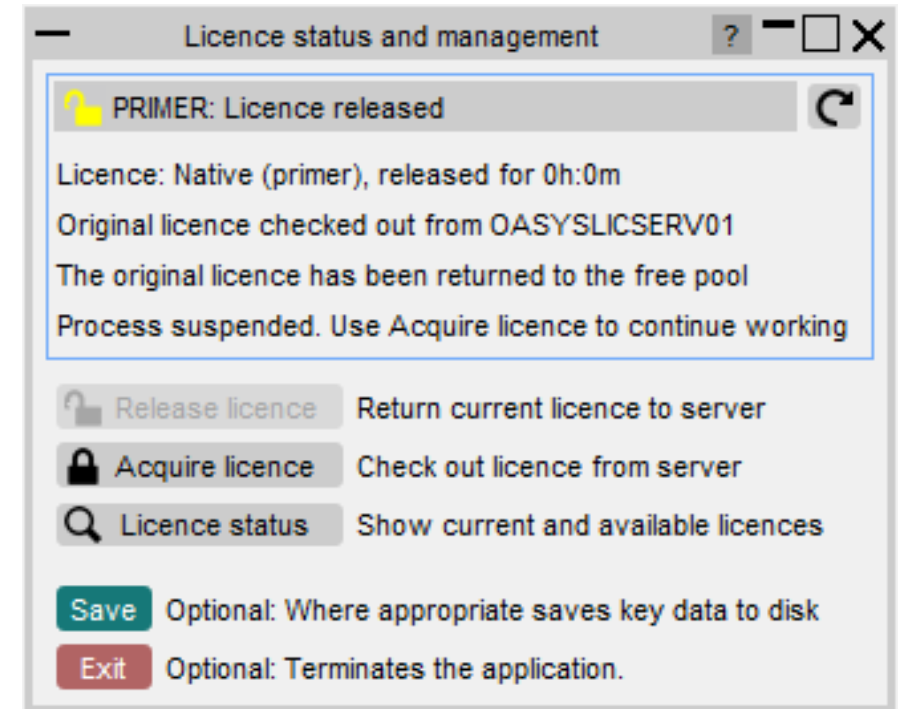 Licence status and management ?
PRIMER: Licence released
Licence: Native (primer), released for 0h:0m
Original licence checked out from OASYSLICSERV01
The original licence has been returned to the free pool
Process suspended. Use Acquire licence to continue working
Release licence Return current licence to server
Acquire licence Check out licence from server
Licence status Show current and available licences
Save Optional: Where appropriate saves key data to disk
Exit Optional: Terminates the application.